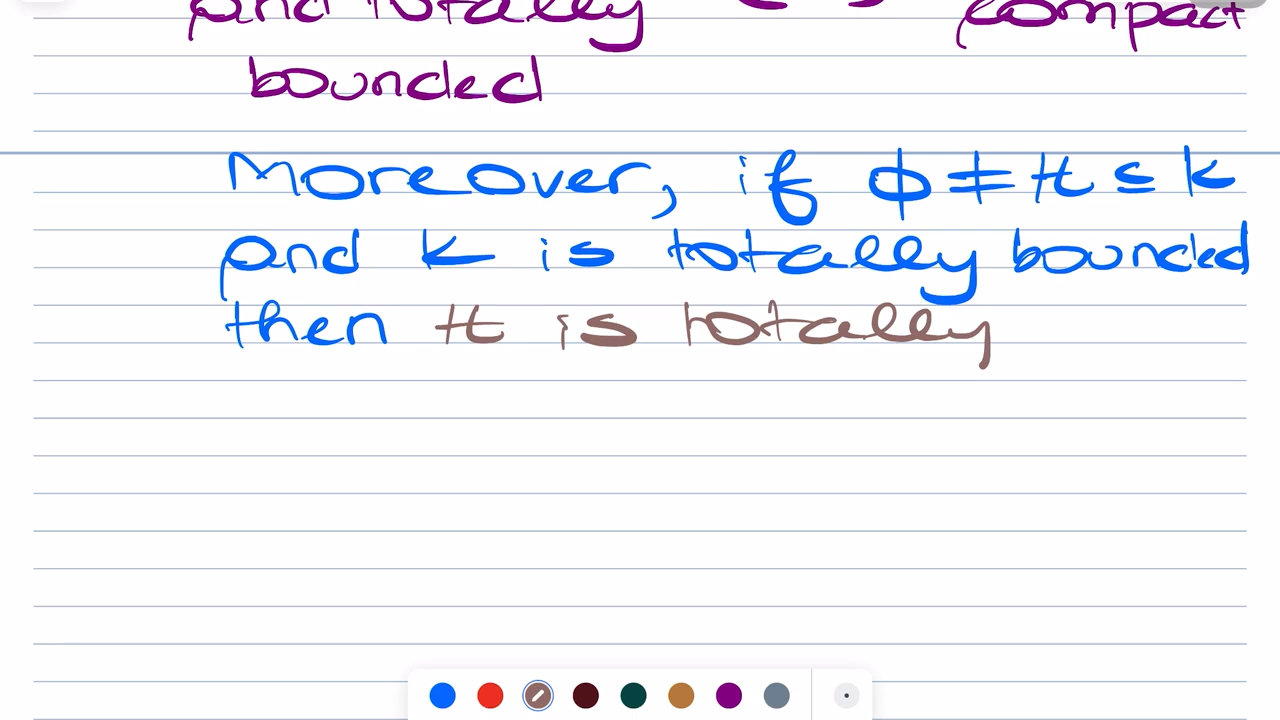 and totally compact
bounded
Moreover, if ϕ ≠ H ⊆ K
and K is totally bounded
then H is totally